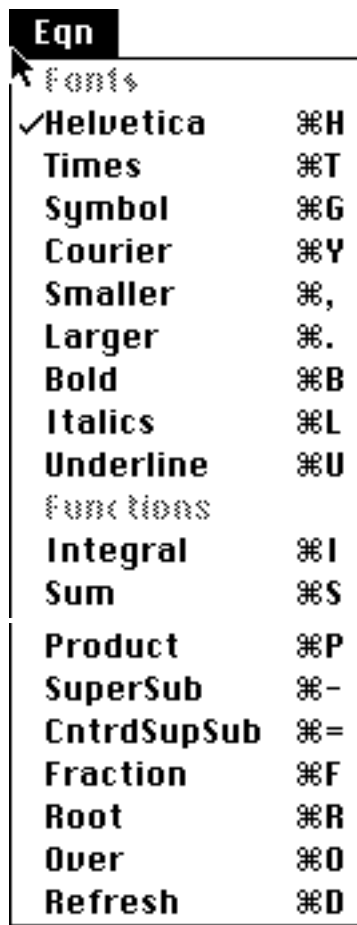 Eqn
Fonts
✓Helvetica ⌘H
Times ⌘T
Symbol ⌘G
Courier ⌘Y
Smaller ⌘,
Larger ⌘.
Bold ⌘B
Italics ⌘L
Underline ⌘U
Functions
Integral ⌘I
Sum ⌘S
Product ⌘P
SuperSub ⌘-
CntrdSupSub ⌘=
Fraction ⌘F
Root ⌘R
Over ⌘O
Refresh ⌘D